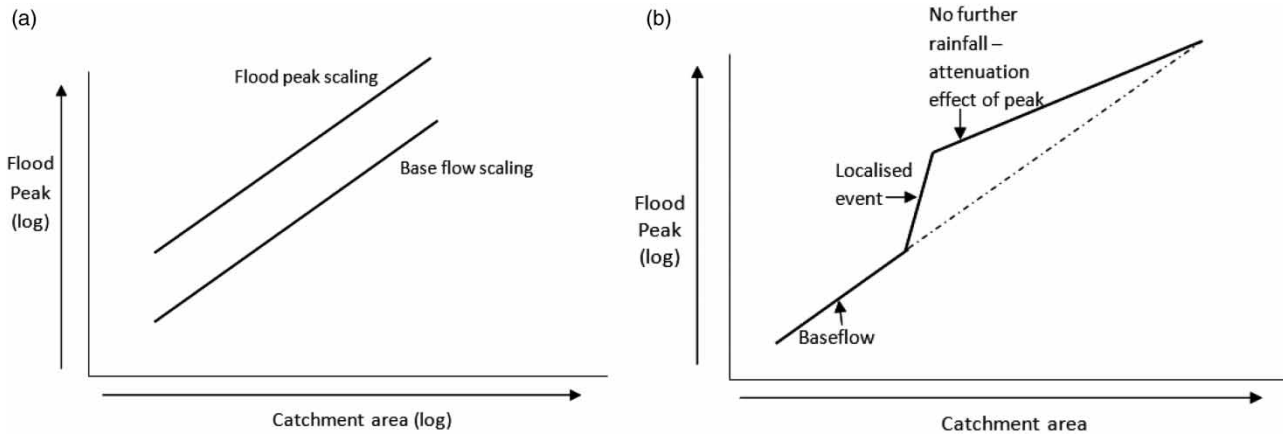 (a)
Flood peak scaling
Base flow scaling
Flood
Peak
(log)
Catchment area (log)
(b)
No further
rainfall –
attenuation
effect of peak
Localised
event
Flood
Peak
(log)
Baseflow
Catchment area